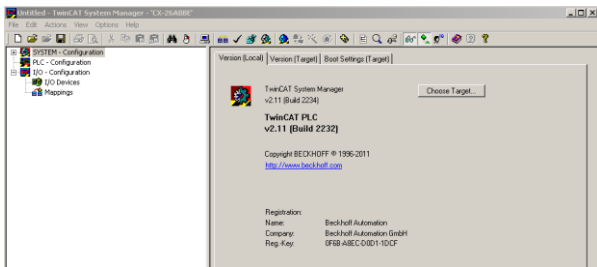 Untitled - TwinCAT System Manager - 'CX-26A88E'
File Edit Actions View Options Help
SYSTEM - Configuration
PLC - Configuration
I/O - Configuration
I/O Devices
Mappings
Version (Local) Version (Target) Boot Settings (Target)
TwinCAT System Manager
v2.11 (Build 2234)
Choose Target...
TwinCAT PLC
v2.11 (Build 2232)
Copyright BECKHOFF © 1996-2011
http://www.beckhoff.com
Registration:
Name: Beckhoff Automation
Company: Beckhoff Automation GmbH
Reg.-Key: 0F6B-A8EC-D0D1-1DCF